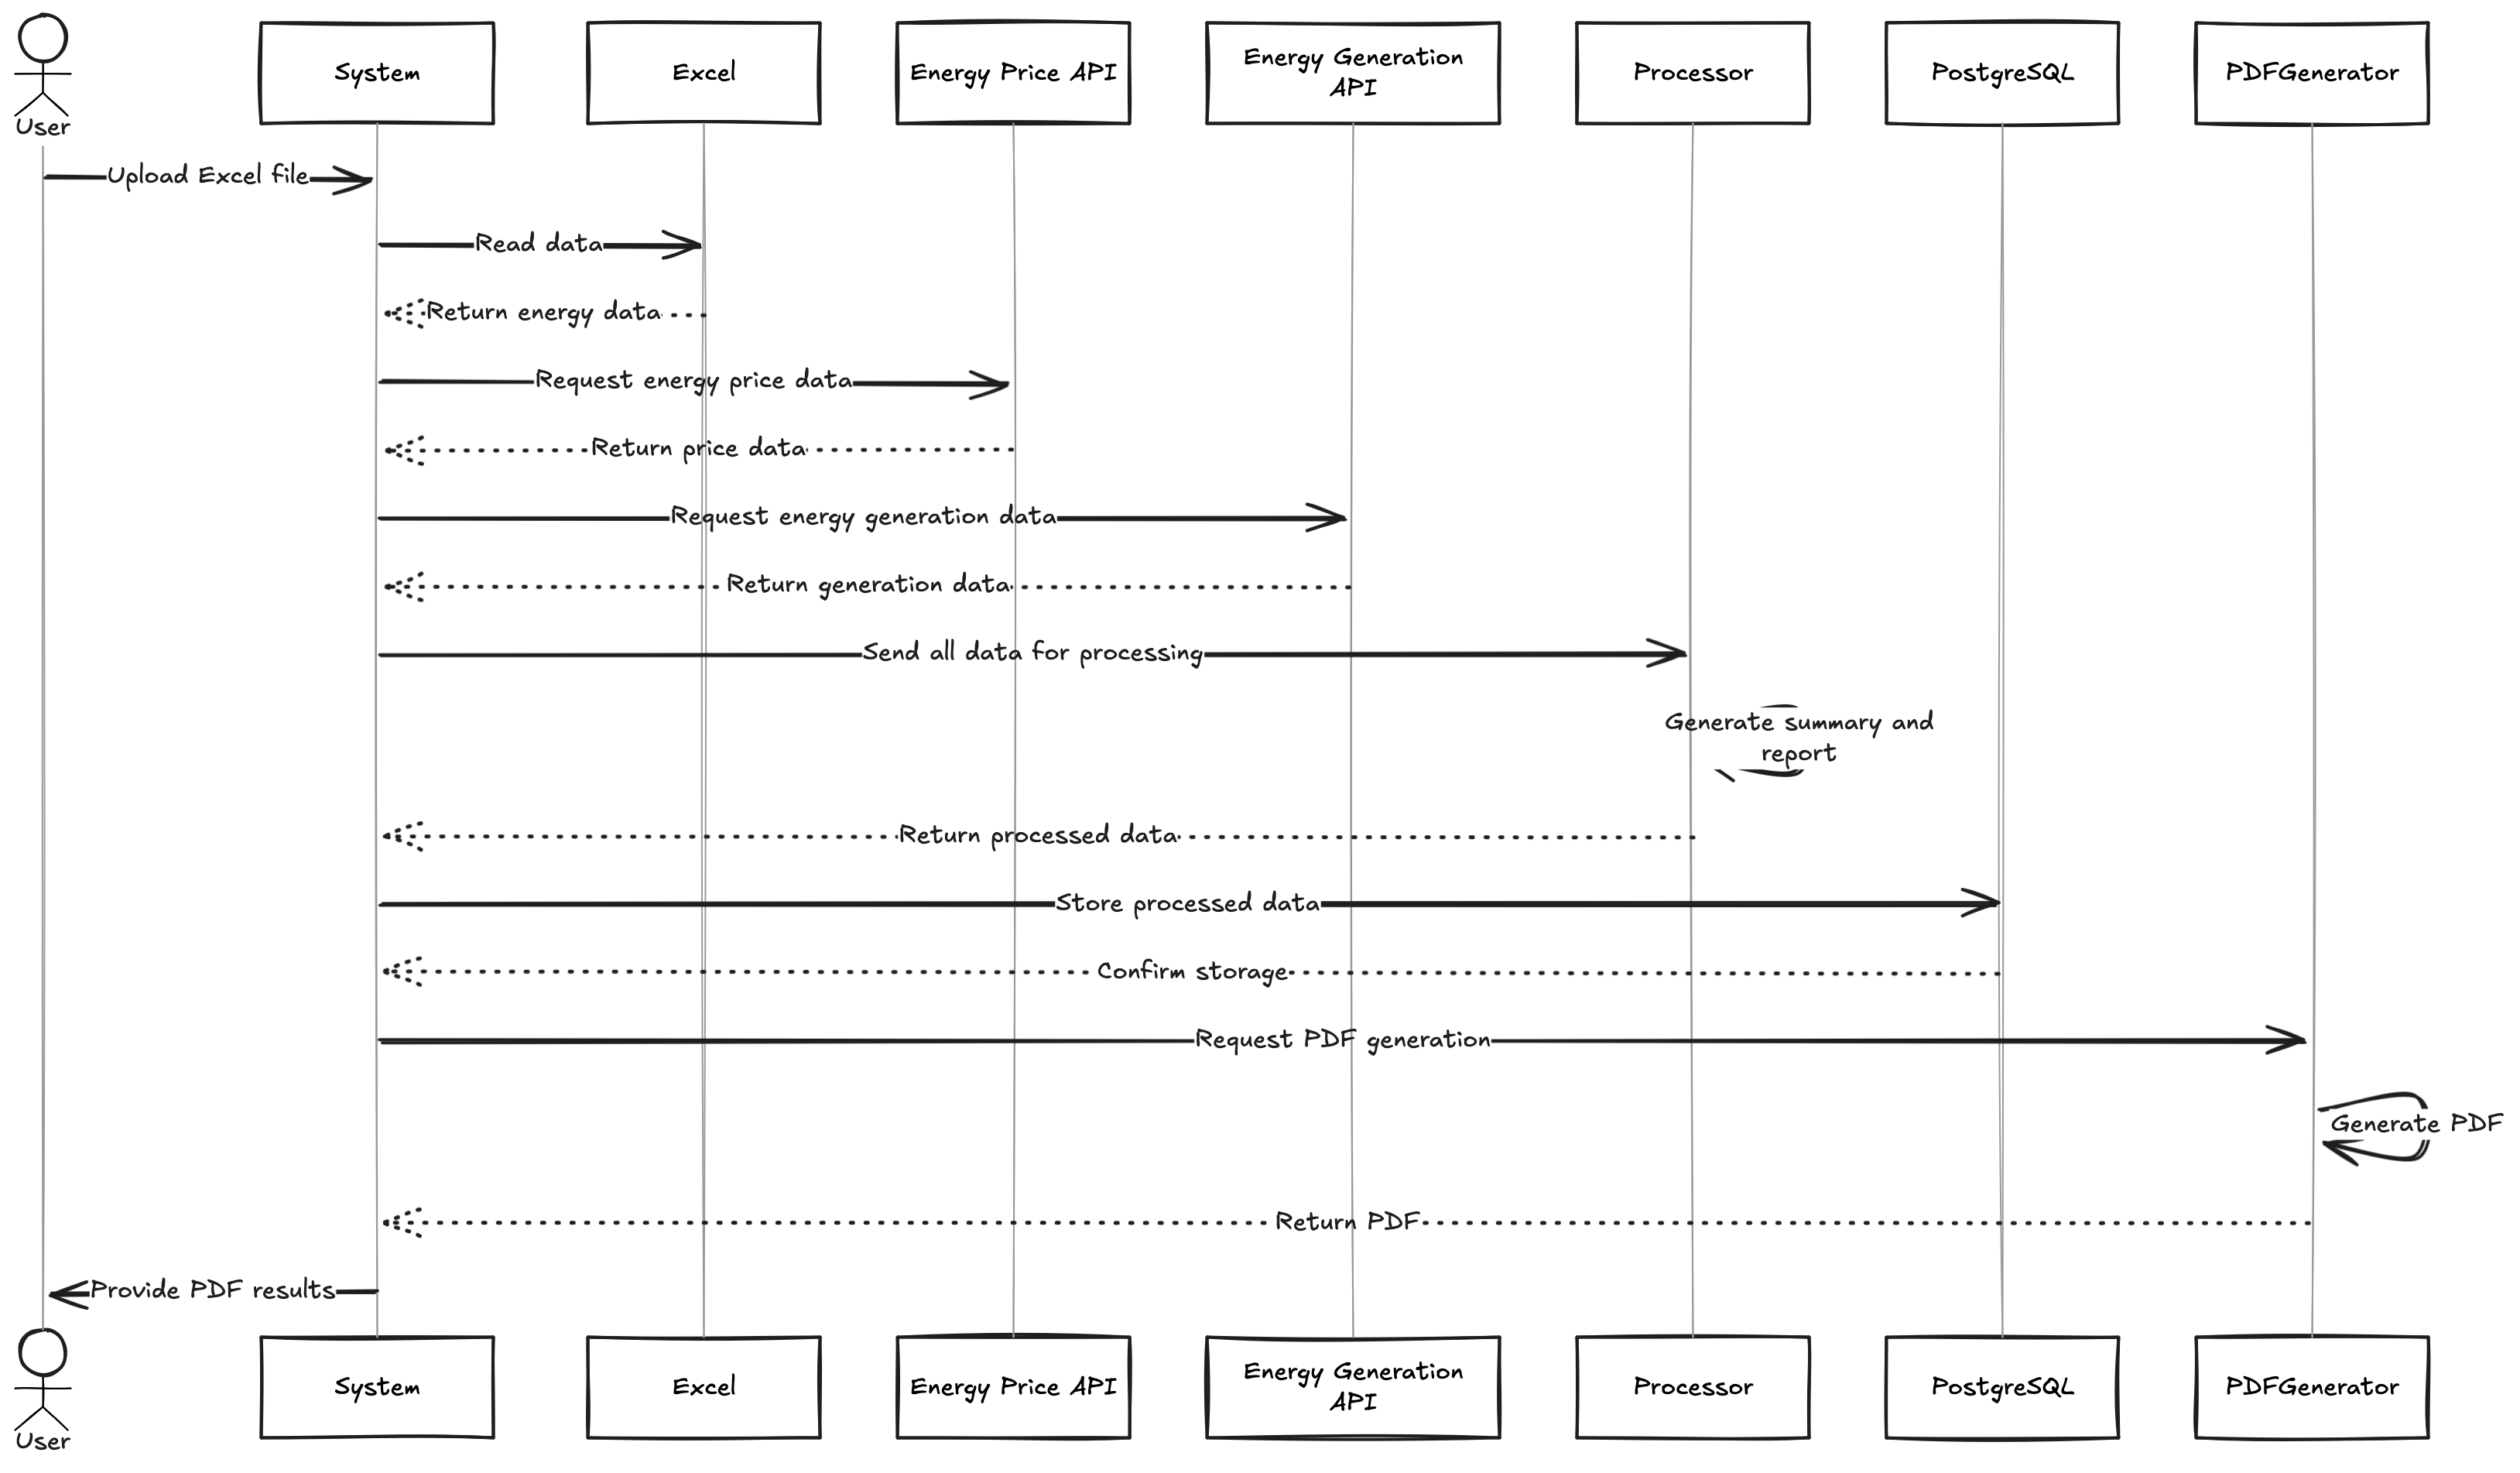 User
System
Excel
Energy Price API
Energy Generation
API
Processor
PostgreSQL
PDFGenerator
Upload Excel file
Read data
Return energy data
Request energy price data
Return price data
Request energy generation data
Return generation data
Send all data for processing
Generate summary and
report
Return processed data
Store processed data
Confirm storage
Request PDF generation
Generate PDF
Return PDF
Provide PDF results
User
System
Excel
Energy Price API
Energy Generation
API
Processor
PostgreSQL
PDFGenerator